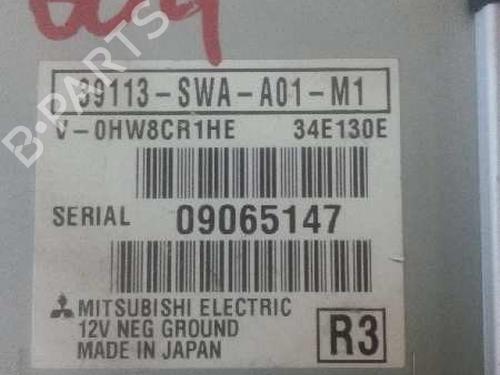 39113-SWA-A01-M1
V-0HW8CR1HE 34E130E
SERIAL 09065147
MITSUBISHI ELECTRIC
12V NEG GROUND
MADE IN JAPAN
R3
B-PARTS